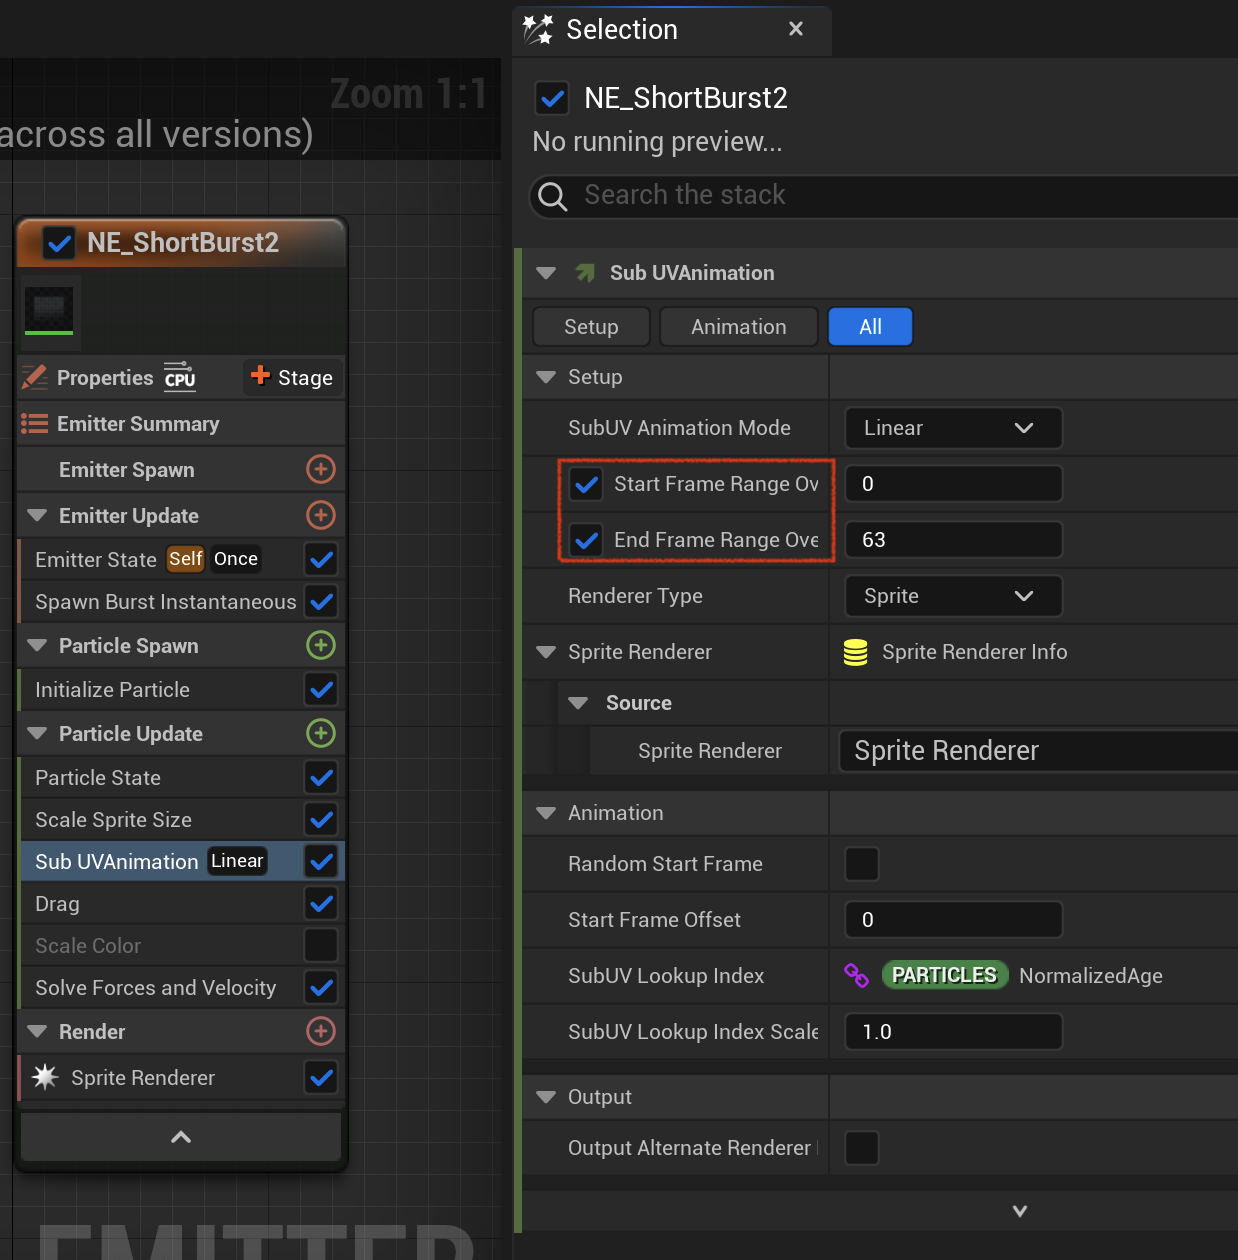 Selection
Zoom 1:1
across all versions)
NE_ShortBurst2
No running preview...
Search the stack
NE_ShortBurst2
Properties CPU Stage
Emitter Summary
Emitter Spawn
Emitter Update
Emitter State Self Once
Spawn Burst Instantaneous
Particle Spawn
Initialize Particle
Particle Update
Particle State
Scale Sprite Size
Sub UVAnimation Linear
Drag
Scale Color
Solve Forces and Velocity
Render
Sprite Renderer
EMITTER
Sub UVAnimation
Setup Animation All
Setup
SubUV Animation Mode Linear
Start Frame Range Ov 0
End Frame Range Ove 63
Renderer Type Sprite
Sprite Renderer Sprite Renderer Info
Source
Sprite Renderer Sprite Renderer
Animation
Random Start Frame
Start Frame Offset 0
SubUV Lookup Index PARTICLES NormalizedAge
SubUV Lookup Index Scale 1.0
Output
Output Alternate Renderer